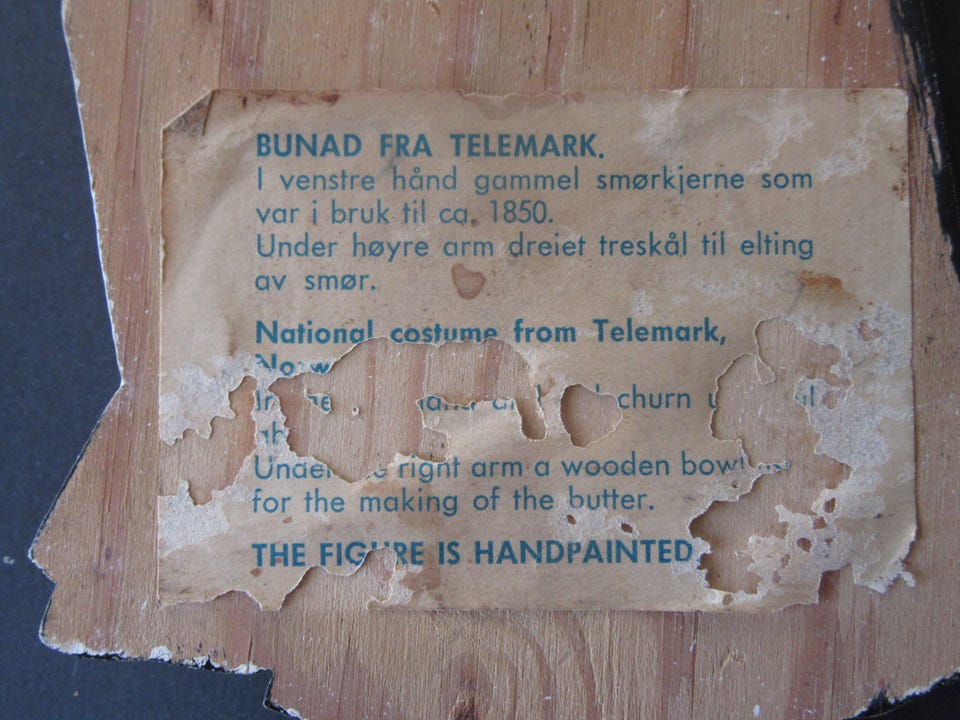 BUNAD FRA TELEMARK.
I venstre hånd gammel smørkjerne som
var i bruk til ca. 1850.
Under høyre arm dreiet treskål til elting
av smør.
National costume from Telemark,
churn
right arm a wooden
for the making of the butter.
THE FIGURE IS HANDPAINTED